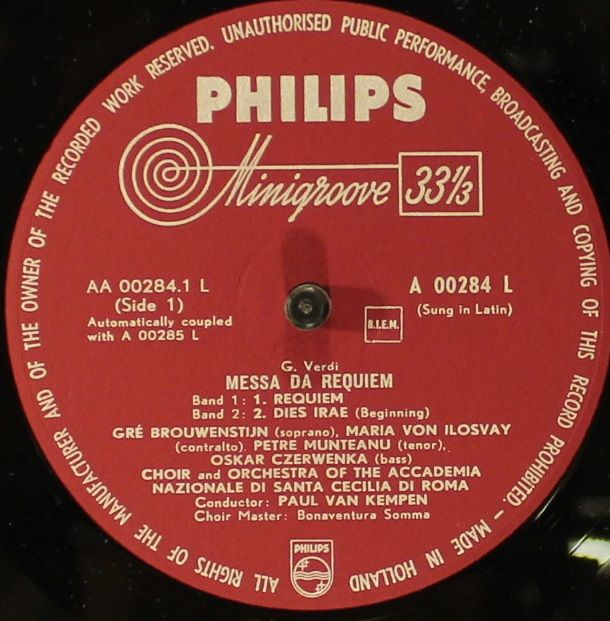 ALL RIGHTS OF THE MANUFACTURER AND OF THE OWNER OF THE RECORDED WORK RESERVED. UNAUTHORISED PUBLIC PERFORMANCE, BROADCASTING AND COPYING OF THIS RECORD PROHIBITED. – MADE IN HOLLAND
PHILIPS
Minigroove 33⅓
AA 00284.1 L
(Side 1)
Automatically coupled
with A 00285 L
A 00284 L
(Sung in Latin)
B.I.E.M.
G. Verdi
MESSA DA REQUIEM
Band 1: 1. REQUIEM
Band 2: 2. DIES IRAE (Beginning)
GRÉ BROUWENSTIJN (soprano), MARIA VON ILOSVAY
(contralto), PETRE MUNTEANU (tenor),
OSKAR CZERWENKA (bass)
CHOIR and ORCHESTRA OF THE ACCADEMIA
NAZIONALE DI SANTA CECILIA DI ROMA
Conductor: PAUL VAN KEMPEN
Choir Master: Bonaventura Somma
PHILIPS